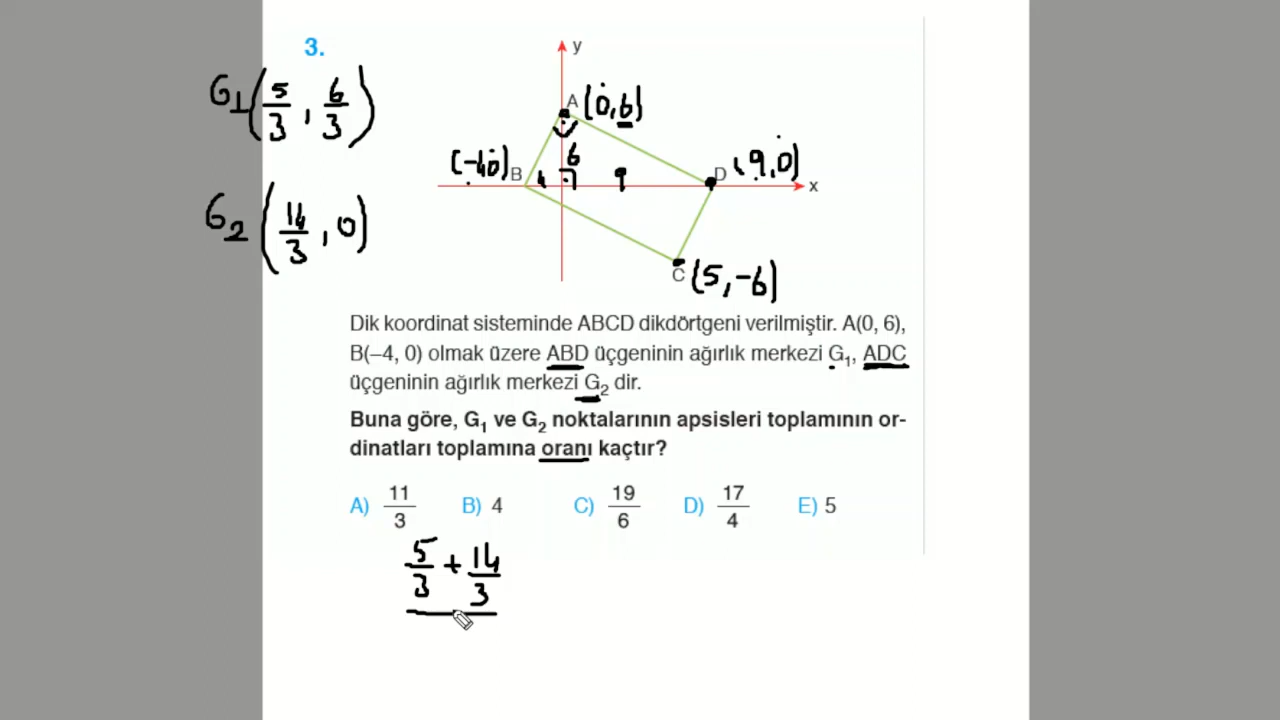 3.
y
G1 (5/3, 6/3)
A (0,6)
(-4,0) B
6
4
9
D (9,0)
x
G2 (14/3, 0)
C (5,-6)
Dik koordinat sisteminde ABCD dikdörtgeni verilmiştir. A(0, 6),
B(–4, 0) olmak üzere ABD üçgeninin ağırlık merkezi G₁, ADC
üçgeninin ağırlık merkezi G₂ dir.
Buna göre, G₁ ve G₂ noktalarının apsisleri toplamının or-
dinatları toplamına oranı kaçtır?
A) 11/3 B) 4 C) 19/6 D) 17/4 E) 5
5/3 + 14/3